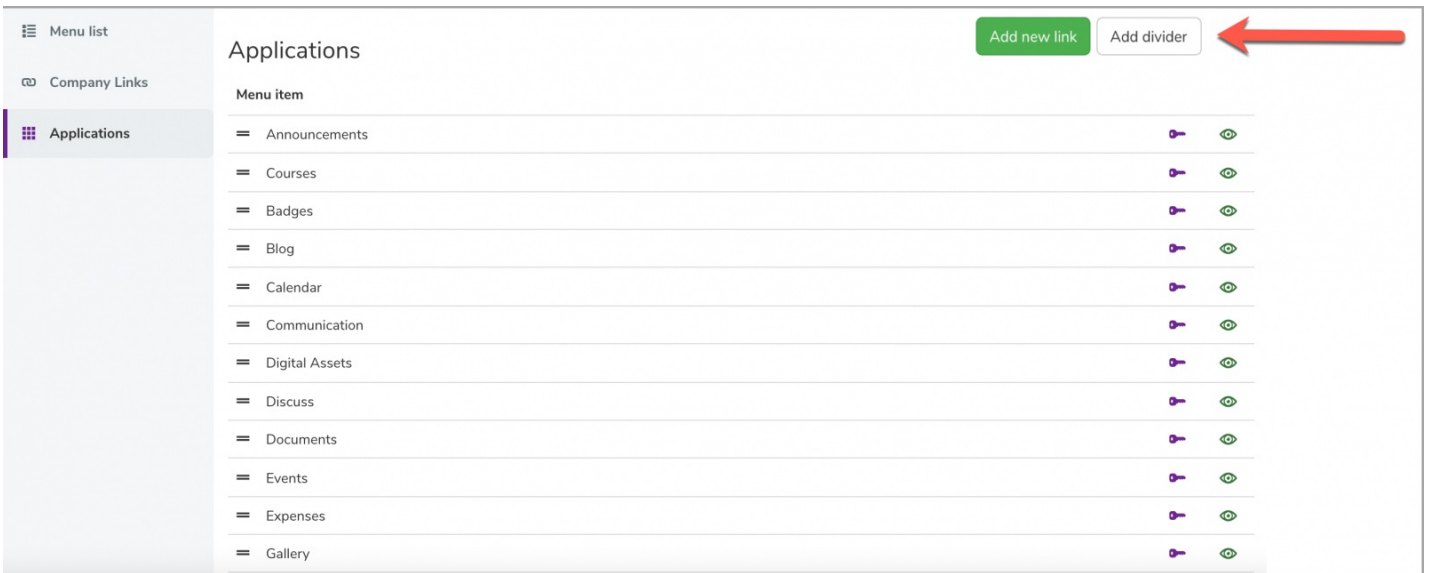 Menu list
Company Links
Applications
Applications
Add new link
Add divider
Menu item
Announcements
Courses
Badges
Blog
Calendar
Communication
Digital Assets
Discuss
Documents
Events
Expenses
Gallery